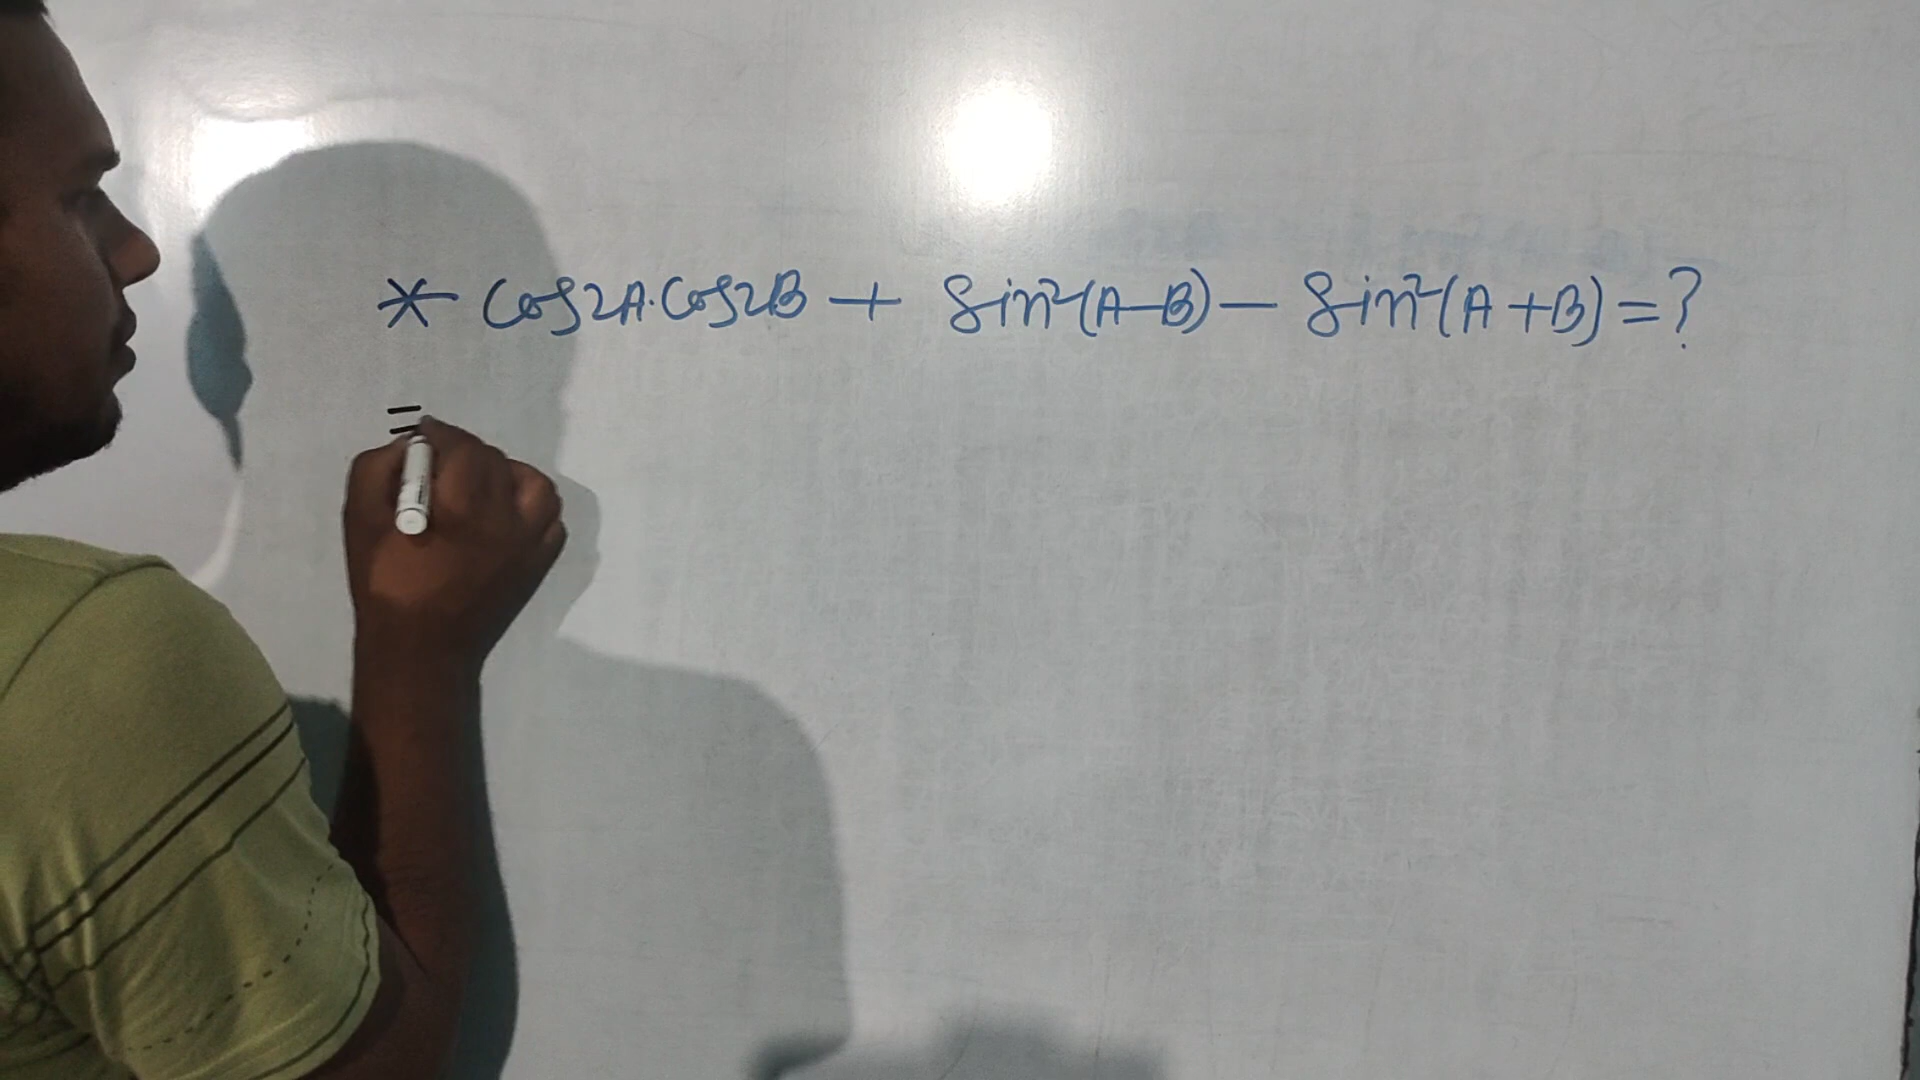 * Cos2A.Cos2B + Sin²(A-B) - Sin²(A+B) = ?
=